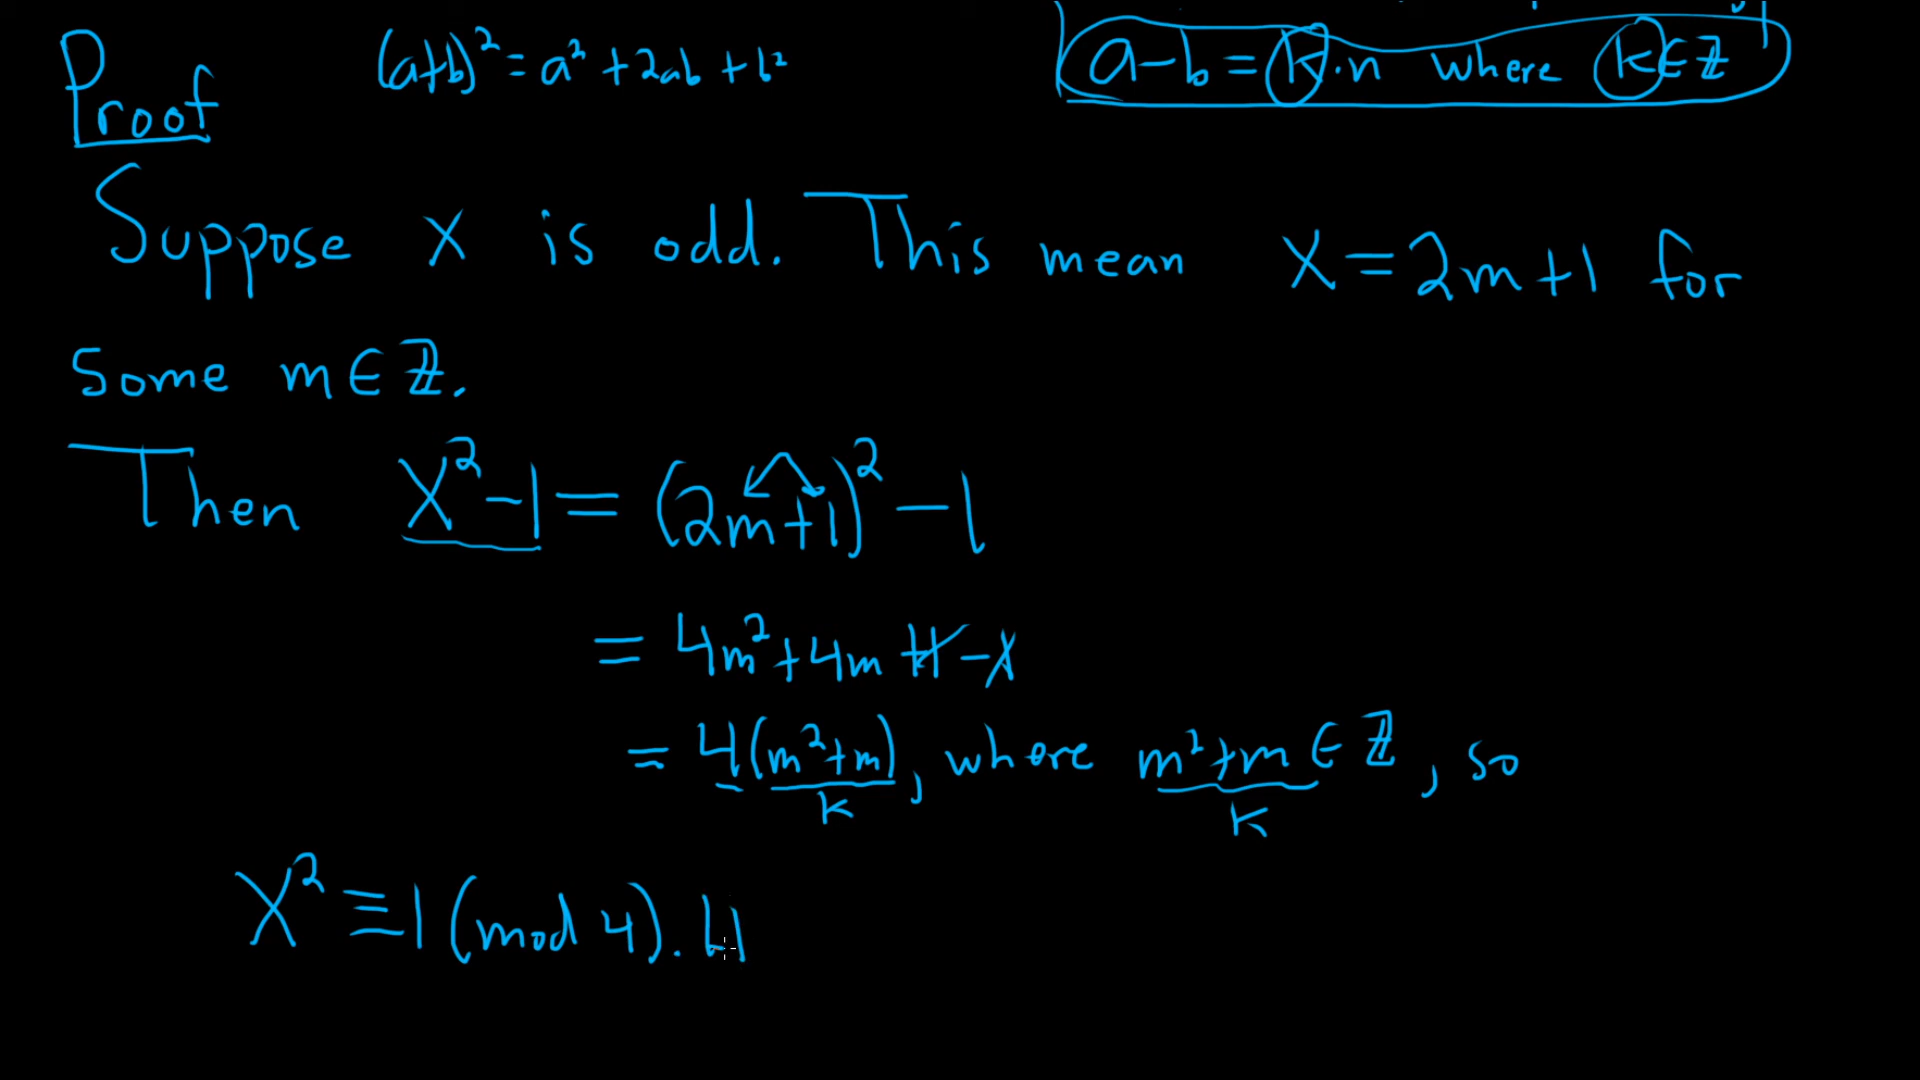 Proof (a+b)² = a² + 2ab + b² a-b = k·n where k∈ℤ
Suppose x is odd. This mean x = 2m+1 for
some m∈ℤ.
Then x²-1 = (2m+1)² - 1
= 4m² + 4m +1 - 1
= 4(m²+m), where m²+m ∈ ℤ, so
k k
x² ≡ 1 (mod 4).